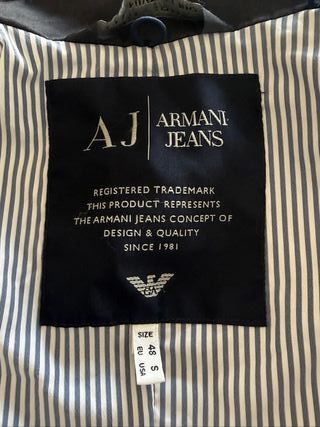 AJ
ARMANI
JEANS
REGISTERED TRADEMARK
THIS PRODUCT REPRESENTS
THE ARMANI JEANS CONCEPT OF
DESIGN & QUALITY
SINCE 1981
SIZE
48 S
EU USA